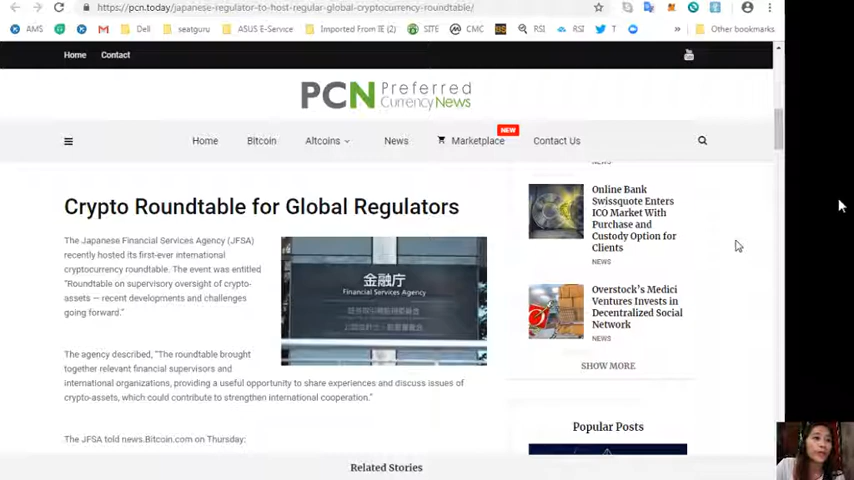 https://pcn.today/japanese-regulator-to-host-regular-global-cryptocurrency-roundtable/
AMS
Dell
seatguru
ASUS E-Service
Imported From IE (2)
SITE
CMC
RSI
RSI
T
»
Other bookmarks
Home
Contact
PCN Preferred
Currency News
Home
Bitcoin
Altcoins
News
Marketplace
NEW
Contact Us
Crypto Roundtable for Global Regulators
The Japanese Financial Services Agency (JFSA)
recently hosted its first-ever international
cryptocurrency roundtable. The event was entitled
"Roundtable on supervisory oversight of crypto-
assets — recent developments and challenges
going forward."
金融庁
Financial Services Agency
The agency described, "The roundtable brought
together relevant financial supervisors and
international organizations, providing a useful opportunity to share experiences and discuss issues of
crypto-assets, which could contribute to strengthen international cooperation."
The JFSA told news.Bitcoin.com on Thursday:
NEWS
Online Bank
Swissquote Enters
ICO Market With
Purchase and
Custody Option for
Clients
NEWS
Overstock's Medici
Ventures Invests in
Decentralized Social
Network
NEWS
SHOW MORE
Popular Posts
Related Stories